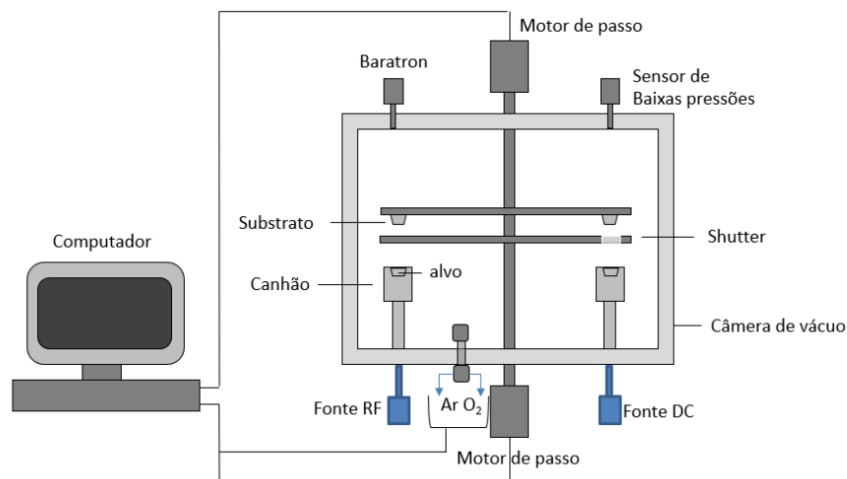 Motor de passo
Baratron
Sensor de
Baixas pressões
Substrato
Computador
Shutter
alvo
Canhão
Câmera de vácuo
Fonte RF
Ar O₂
Fonte DC
Motor de passo